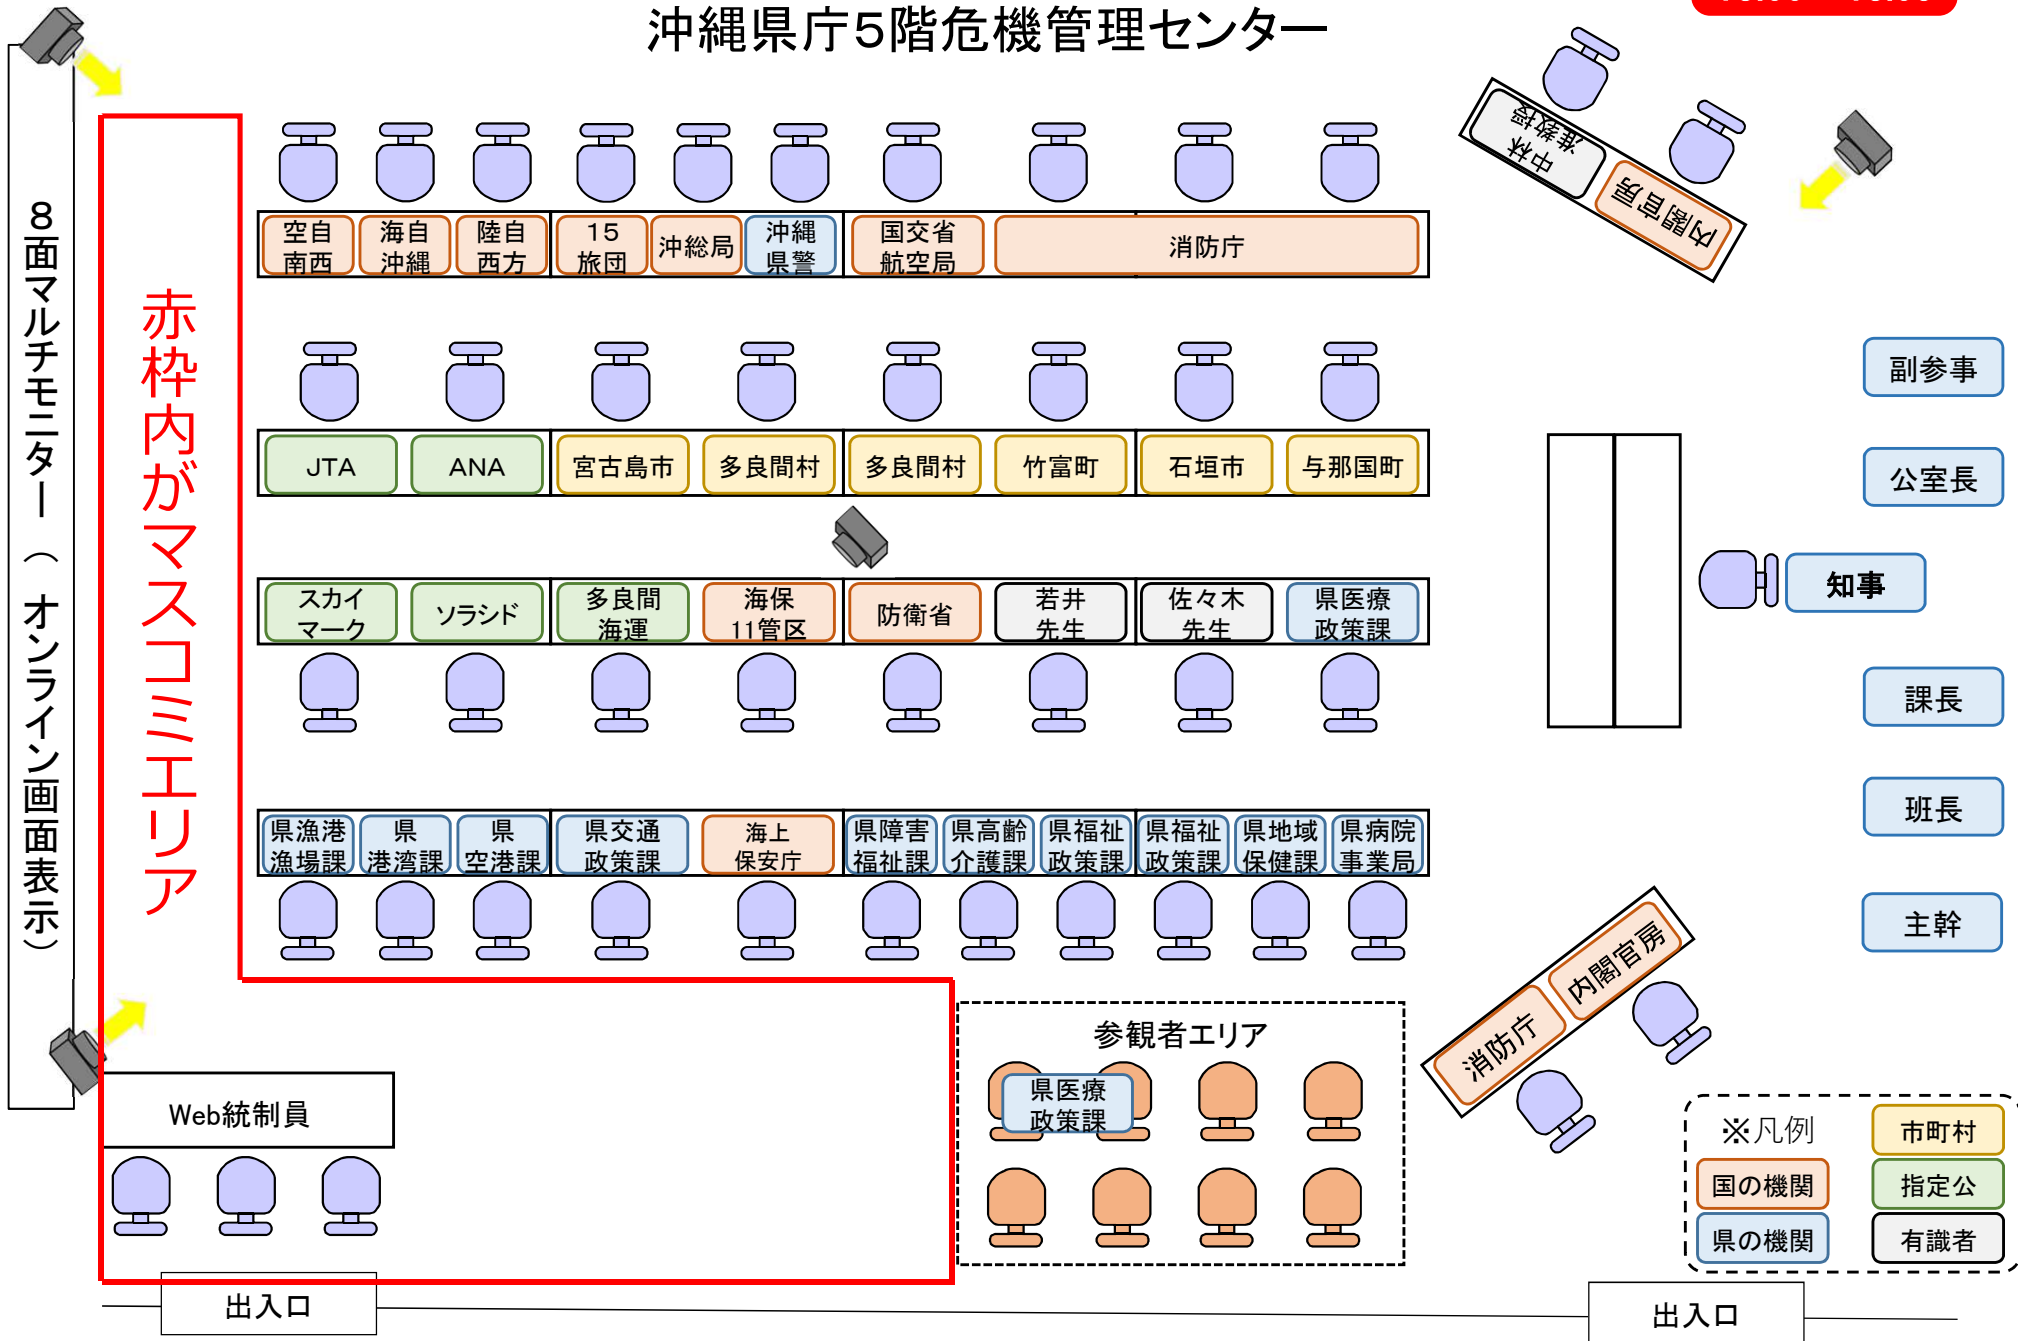 沖縄県庁5階危機管理センター
8面マルチモニター（オンライン画面表示）
赤枠内がマスコミエリア
空自
南西
海自
沖縄
陸自
西方
15
旅団
沖総局
沖縄
県警
国交省
航空局
消防庁
中林
准教授
内閣官房
JTA
ANA
宮古島市
多良間村
多良間村
竹富町
石垣市
与那国町
スカイ
マーク
ソラシド
多良間
海運
海保
11管区
防衛省
若井
先生
佐々木
先生
県医療
政策課
県漁港
漁場課
県
港湾課
県
空港課
県交通
政策課
海上
保安庁
県障害
福祉課
県高齢
介護課
県福祉
政策課
県福祉
政策課
県地域
保健課
県病院
事業局
副参事
公室長
知事
課長
班長
主幹
内閣官房
消防庁
参観者エリア
県医療
政策課
Web統制員
※凡例
市町村
国の機関
指定公
県の機関
有識者
出入口
出入口